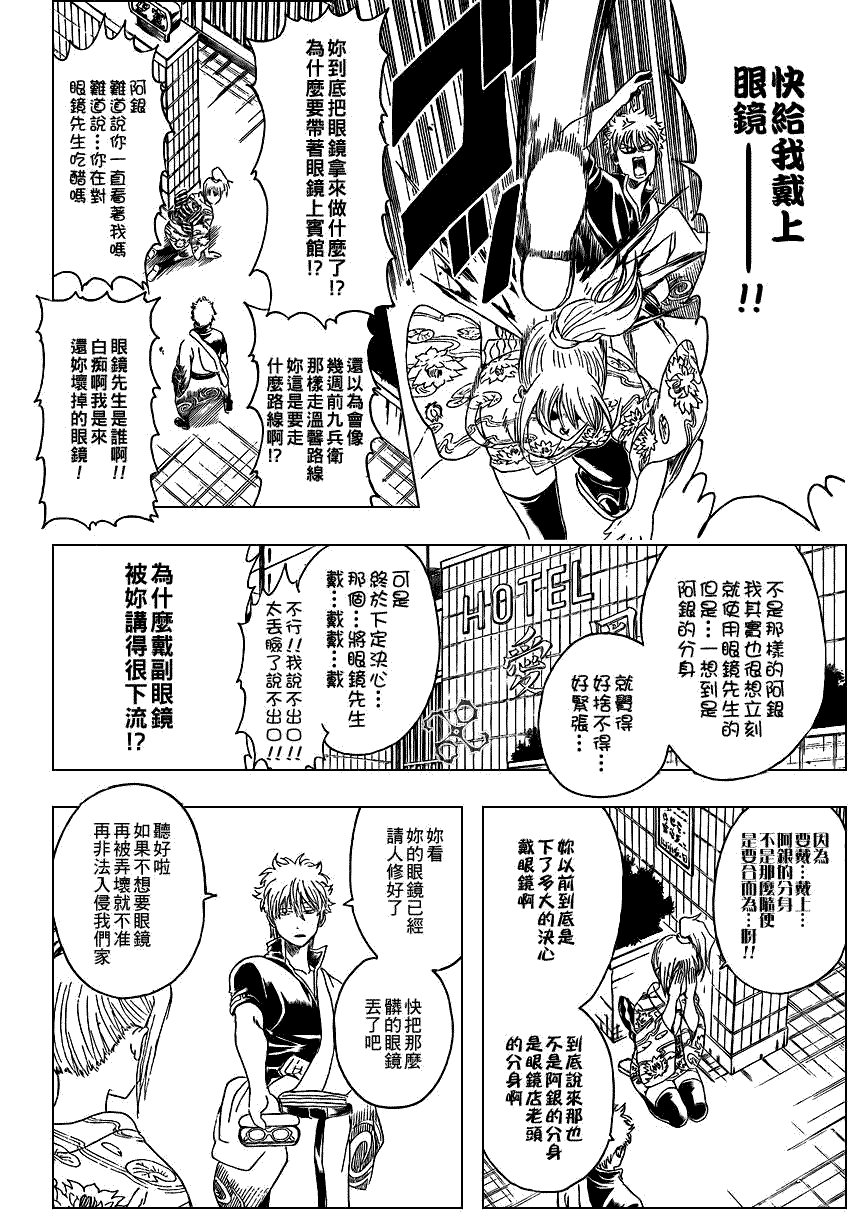 快給我戴上
眼鏡——!!
ゴッ
妳到底把眼鏡拿來做什麼了!?
為什麼要帶著眼鏡上賓館!?
阿銀
難道說你一直看著我嗎
難道說…你在對
眼鏡先生吃醋嗎
還以為會像
幾週前九兵衛
那樣走溫馨路線
妳這是要走
什麼路線啊!?
眼鏡先生是誰啊!!
白痴啊我是來
還妳壞掉的眼鏡!
不是那樣的阿銀
我其實也很想立刻
就使用眼鏡先生的
但是…一想到是
阿銀的分身
就覺得
好捨不得…
好緊張…
HOTEL
愛
可是
終於下定決心…
那個…將眼鏡先生
戴…戴戴…戴
不行!!我說不出口!!
太丟臉了說不出口!!
為什麼戴副眼鏡
被妳講得很下流!?
因為
要戴…戴上…
阿銀的分身
不是那麼隨便
是要合而為…呀!!
妳以前到底是
下了多大的決心
戴眼鏡啊
到底說來那也
不是阿銀的分身
是眼鏡店老頭
的分身啊
妳看
妳的眼鏡已經
請人修好了
快把那麼
髒的眼鏡
丟了吧
聽好啦
如果不想要眼鏡
再被弄壞就不准
再非法入侵我們家